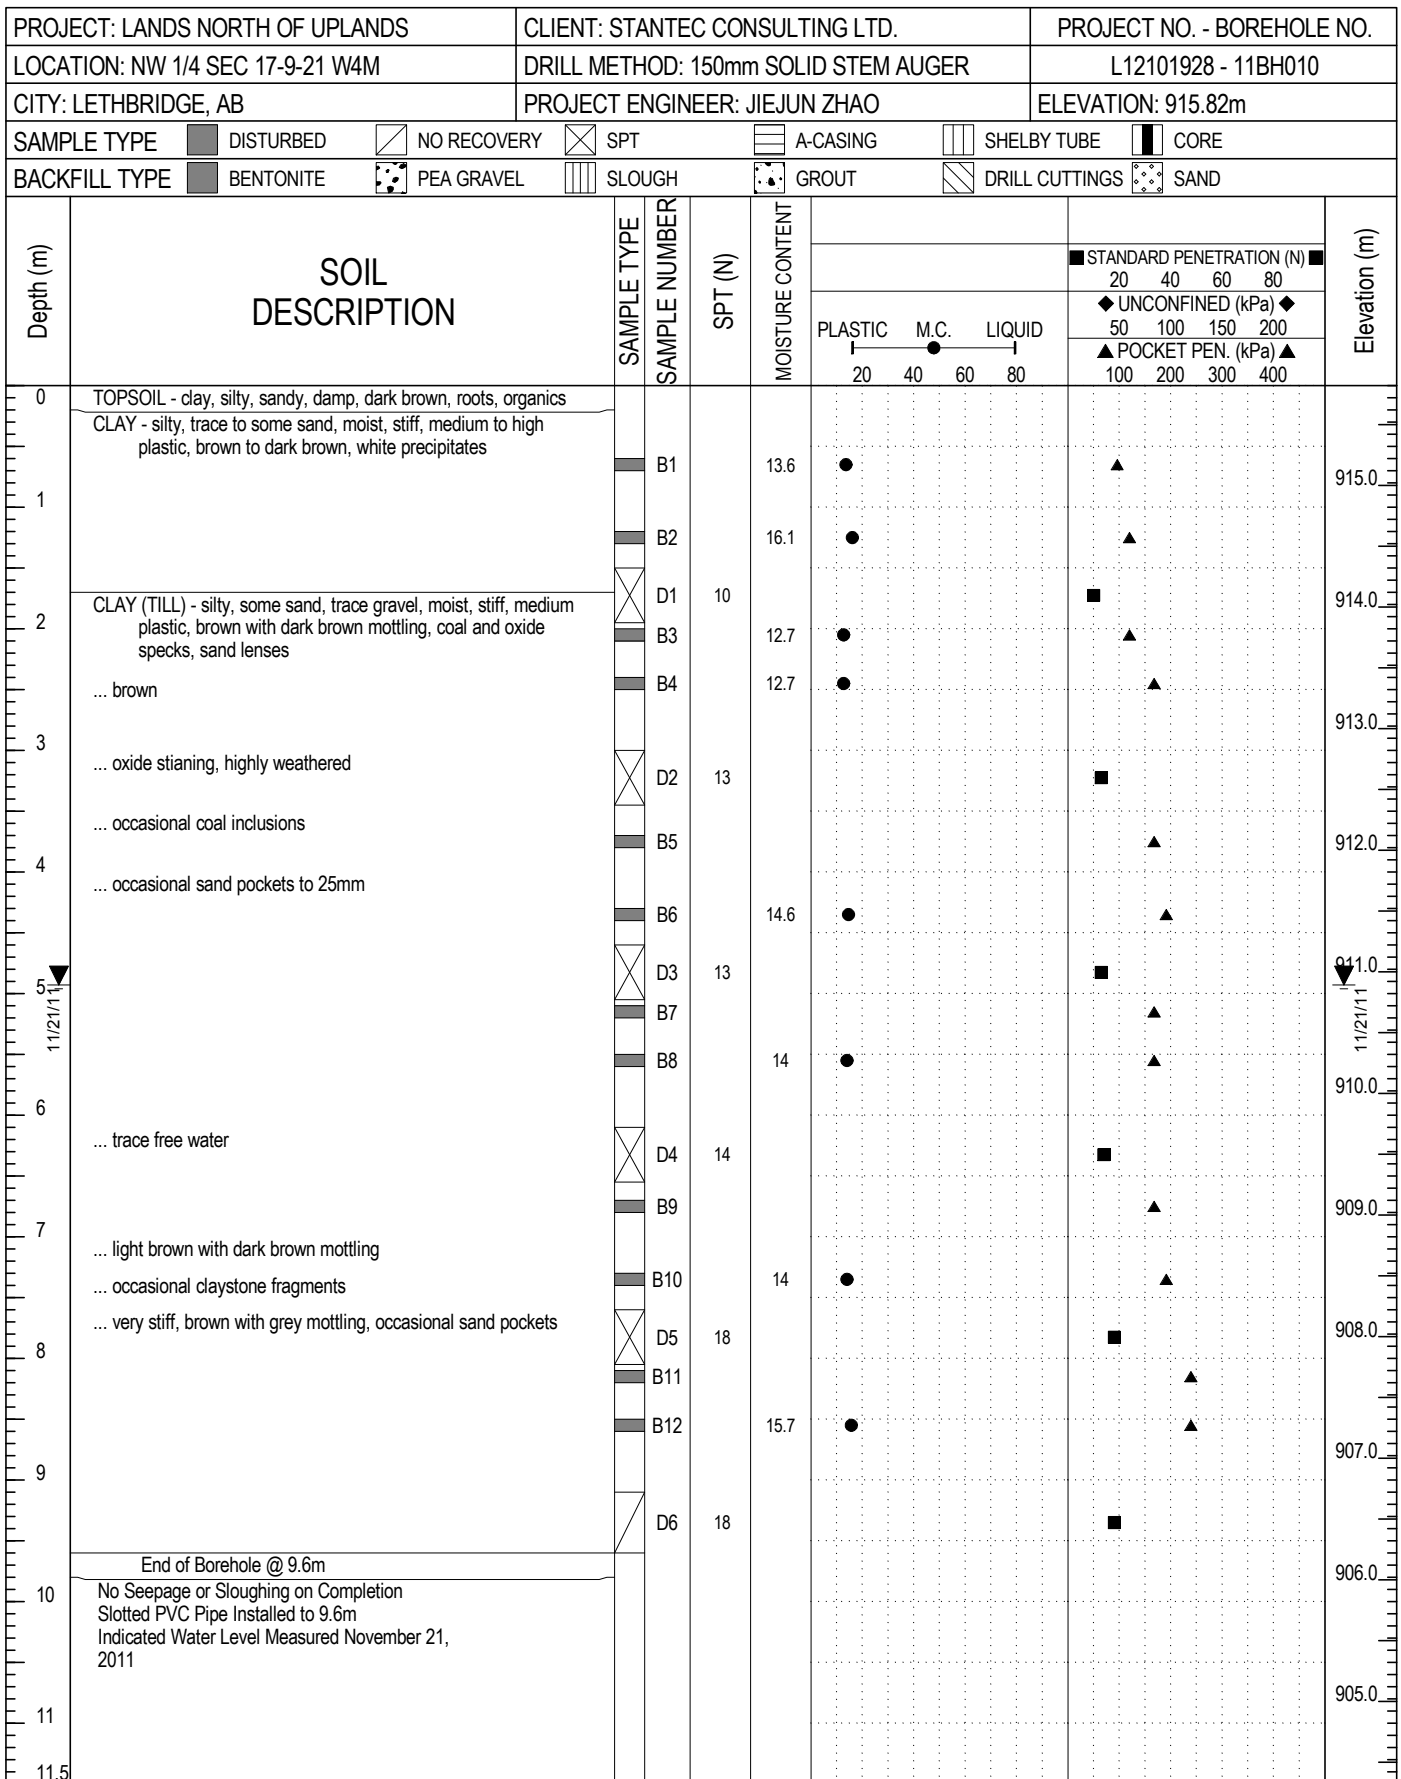 PROJECT: LANDS NORTH OF UPLANDS CLIENT: STANTEC CONSULTING LTD. PROJECT NO. - BOREHOLE NO.
LOCATION: NW 1/4 SEC 17-9-21 W4M DRILL METHOD: 150mm SOLID STEM AUGER L12101928 - 11BH010
CITY: LETHBRIDGE, AB PROJECT ENGINEER: JIEJUN ZHAO ELEVATION: 915.82m
SAMPLE TYPE DISTURBED NO RECOVERY SPT A-CASING SHELBY TUBE CORE
BACKFILL TYPE BENTONITE PEA GRAVEL SLOUGH GROUT DRILL CUTTINGS SAND
Depth (m)
SOIL
DESCRIPTION
SAMPLE TYPE
SAMPLE NUMBER
SPT (N)
MOISTURE CONTENT
PLASTIC M.C. LIQUID
20 40 60 80
STANDARD PENETRATION (N)
20 40 60 80
UNCONFINED (kPa)
50 100 150 200
POCKET PEN. (kPa)
100 200 300 400
Elevation (m)
0 TOPSOIL - clay, silty, sandy, damp, dark brown, roots, organics
CLAY - silty, trace to some sand, moist, stiff, medium to high
plastic, brown to dark brown, white precipitates
B1 13.6
915.0
1
B2 16.1
D1 10
914.0
CLAY (TILL) - silty, some sand, trace gravel, moist, stiff, medium
2 plastic, brown with dark brown mottling, coal and oxide
B3 12.7
specks, sand lenses
B4 12.7
... brown
913.0
3
... oxide stianing, highly weathered
D2 13
... occasional coal inclusions
B5
912.0
4
... occasional sand pockets to 25mm
B6 14.6
D3 13
911.0
5
11/21/11
11/21/11
B7
B8 14
910.0
6
... trace free water
D4 14
B9
909.0
7
... light brown with dark brown mottling
B10 14
... occasional claystone fragments
... very stiff, brown with grey mottling, occasional sand pockets
D5 18
908.0
8
B11
B12 15.7
907.0
9
D6 18
End of Borehole @ 9.6m
906.0
10 No Seepage or Sloughing on Completion
Slotted PVC Pipe Installed to 9.6m
Indicated Water Level Measured November 21,
2011
905.0
11
11.5